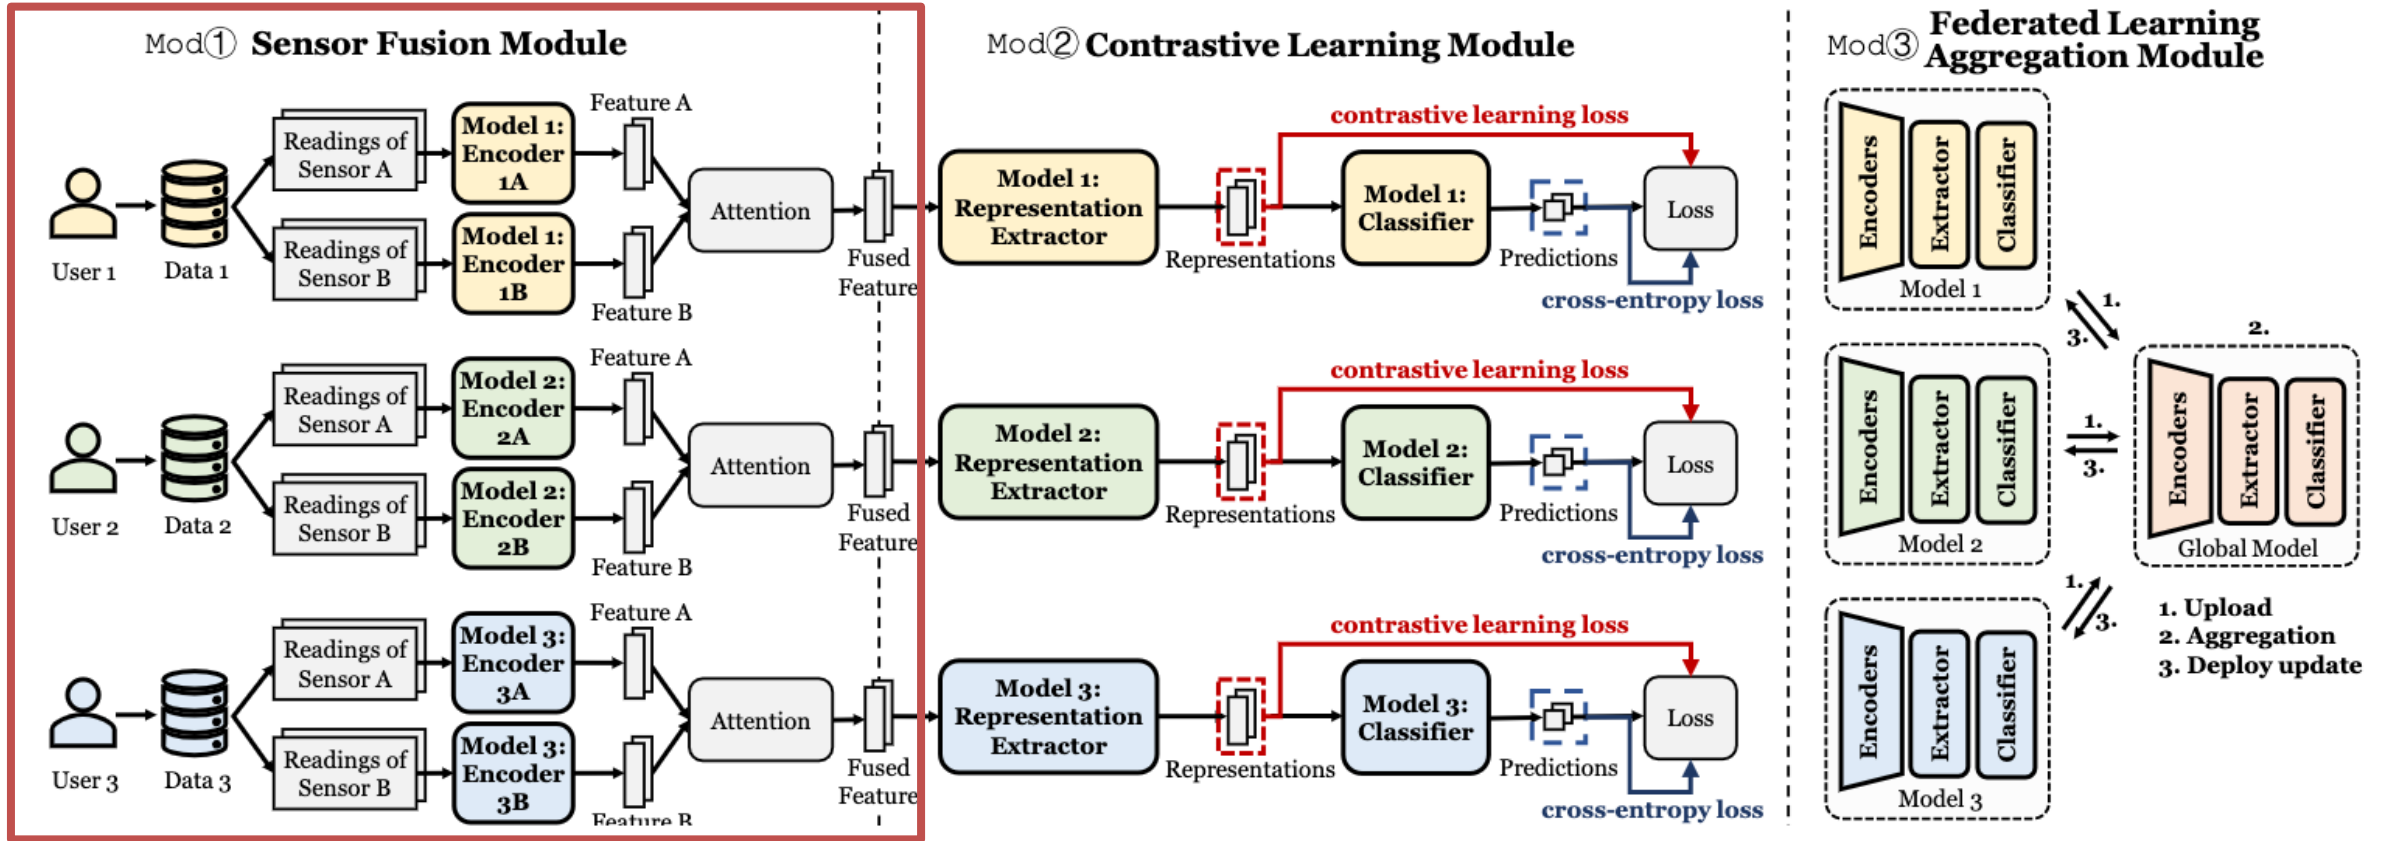 Mod① Sensor Fusion Module
Feature A
Readings of
Sensor A
Model 1:
Encoder
1A
Attention
User 1
Data 1
Readings of
Sensor B
Model 1:
Encoder
1B
Feature B
Fused
Feature
Feature A
Readings of
Sensor A
Model 2:
Encoder
2A
Attention
User 2
Data 2
Readings of
Sensor B
Model 2:
Encoder
2B
Feature B
Fused
Feature
Feature A
Readings of
Sensor A
Model 3:
Encoder
3A
Attention
User 3
Data 3
Readings of
Sensor B
Model 3:
Encoder
3B
Feature B
Fused
Feature
Mod② Contrastive Learning Module
contrastive learning loss
Model 1:
Representation
Extractor
Representations
Model 1:
Classifier
Predictions
Loss
cross-entropy loss
contrastive learning loss
Model 2:
Representation
Extractor
Representations
Model 2:
Classifier
Predictions
Loss
cross-entropy loss
contrastive learning loss
Model 3:
Representation
Extractor
Representations
Model 3:
Classifier
Predictions
Loss
cross-entropy loss
Mod③ Federated Learning
Aggregation Module
Encoders
Extractor
Classifier
Model 1
1.
3.
2.
Encoders
Extractor
Classifier
Model 2
1.
3.
Encoders
Extractor
Classifier
Global Model
1.
3.
Encoders
Extractor
Classifier
Model 3
1. Upload
2. Aggregation
3. Deploy update